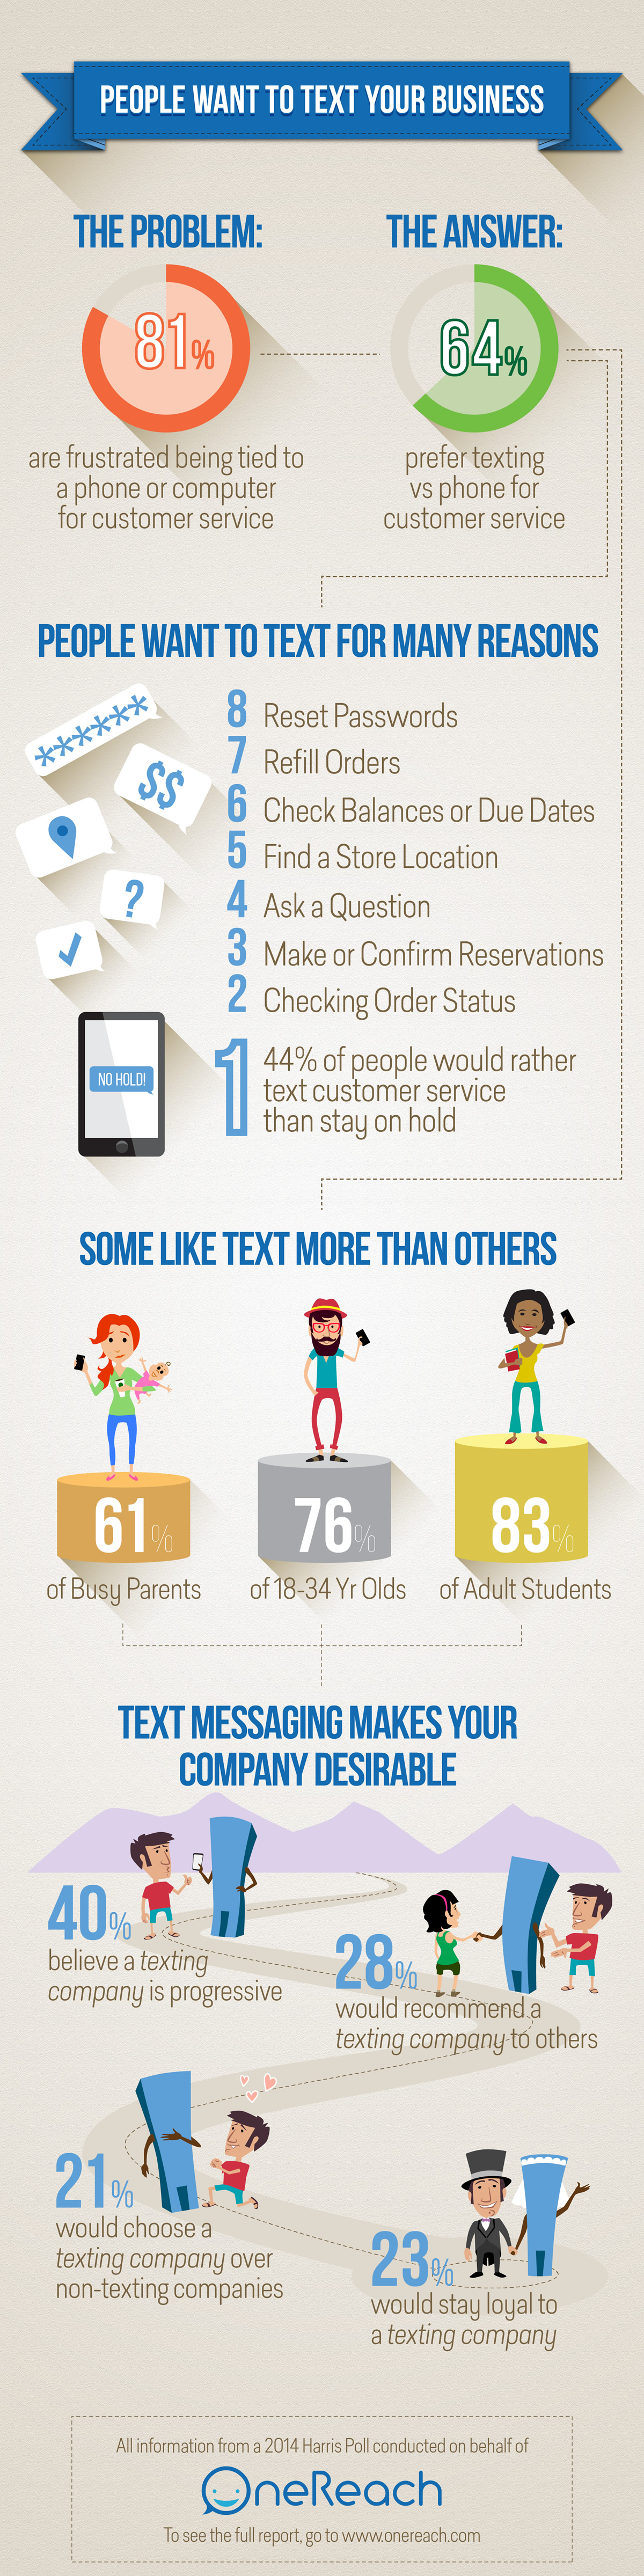 PEOPLE WANT TO TEXT YOUR BUSINESS
THE PROBLEM:
81%
are frustrated being tied to
a phone or computer
for customer service
THE ANSWER:
64%
prefer texting
vs phone for
customer service
PEOPLE WANT TO TEXT FOR MANY REASONS
******
$$
?
8 Reset Passwords
7 Refill Orders
6 Check Balances or Due Dates
5 Find a Store Location
4 Ask a Question
3 Make or Confirm Reservations
2 Checking Order Status
NO HOLD!
1 44% of people would rather
text customer service
than stay on hold
SOME LIKE TEXT MORE THAN OTHERS
61%
of Busy Parents
76%
of 18-34 Yr Olds
83%
of Adult Students
TEXT MESSAGING MAKES YOUR
COMPANY DESIRABLE
40%
believe a texting
company is progressive
28%
would recommend a
texting company to others
21%
would choose a
texting company over
non-texting companies
23%
would stay loyal to
a texting company
All information from a 2014 Harris Poll conducted on behalf of
OneReach
To see the full report, go to www.onereach.com